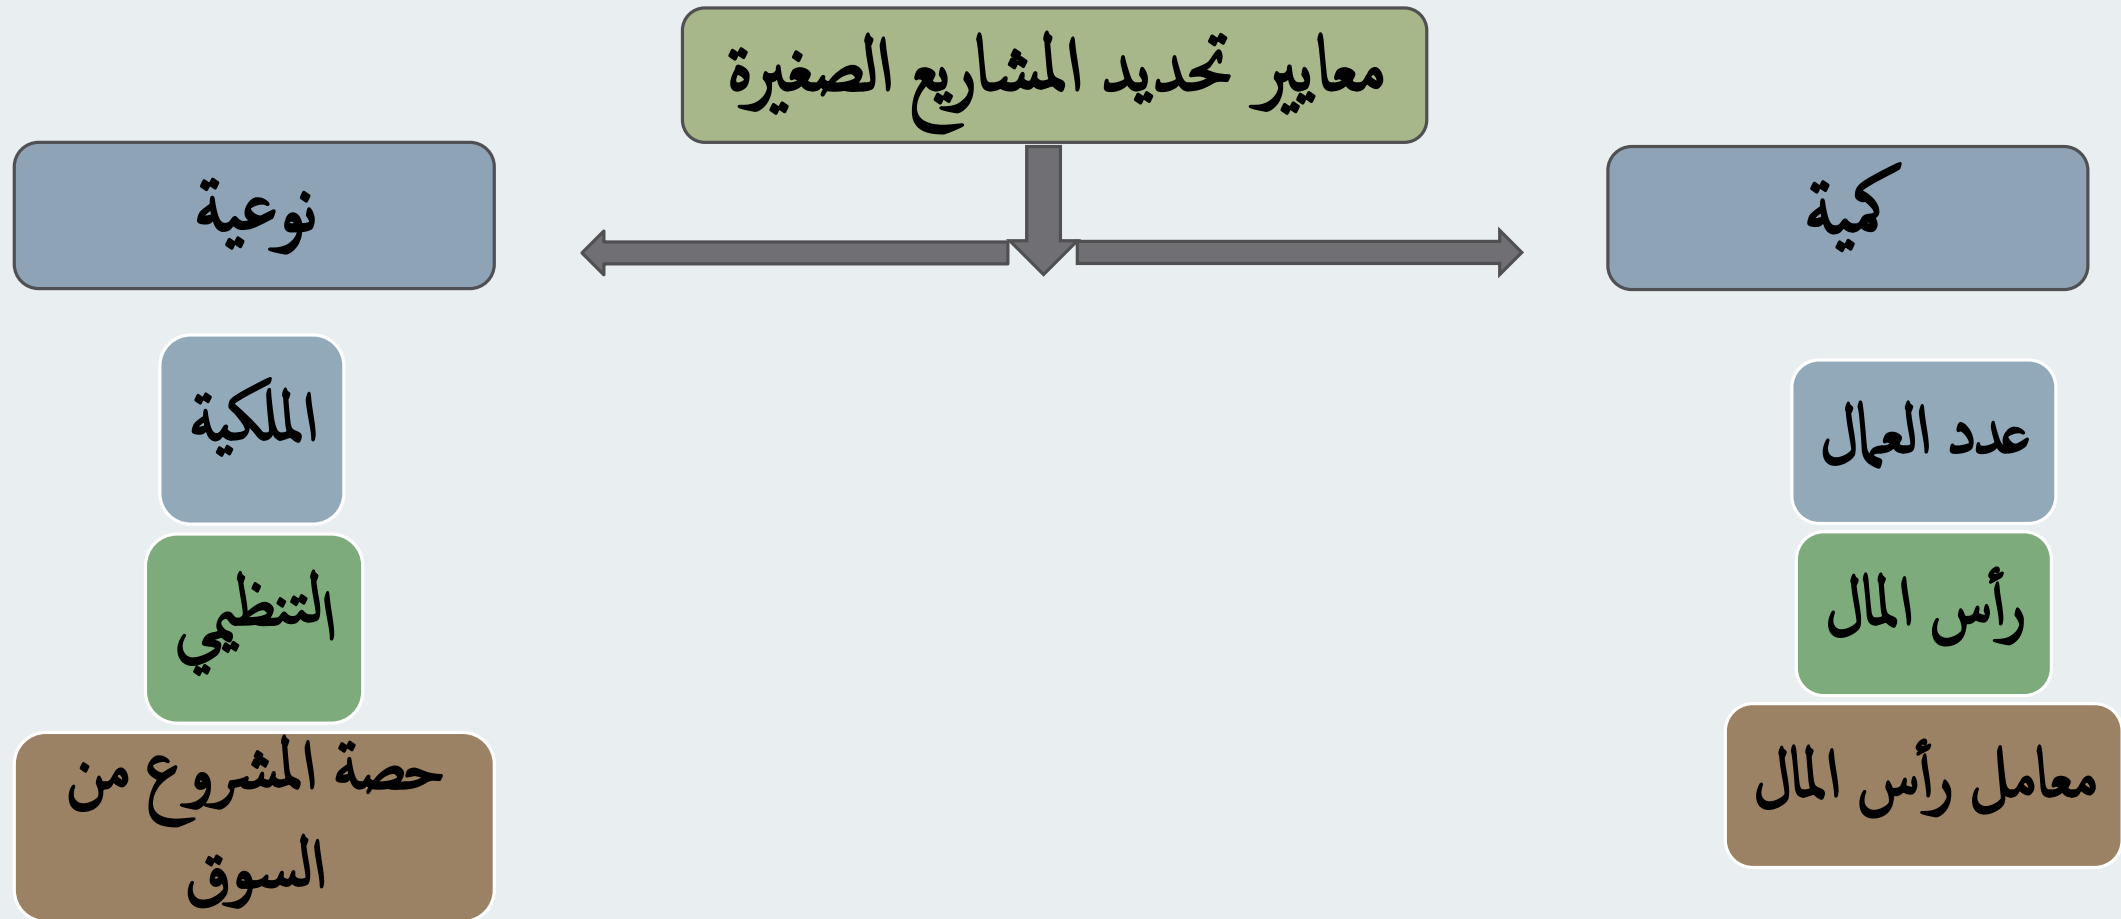 معايير تحديد المشاريع الصغيرة
كمية
نوعية
عدد العمال
رأس المال
معامل رأس المال
الملكية
التنظيمي
حصة المشروع من
السوق